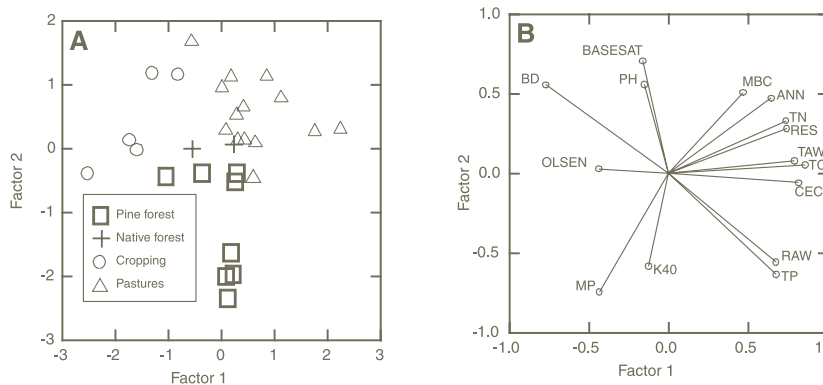 A
Factor 2
2
1
0
-1
-2
-3
Pine forest
Native forest
Cropping
Pastures
-3
-2
-1
0
1
2
3
Factor 1
B
Factor 2
1.0
0.5
0.0
-0.5
-1.0
BASESAT
BD
PH
MBC
ANN
TN
RES
TAW
TC
CEC
OLSEN
RAW
TP
K40
MP
-1.0
-0.5
0.0
0.5
1.0
Factor 1